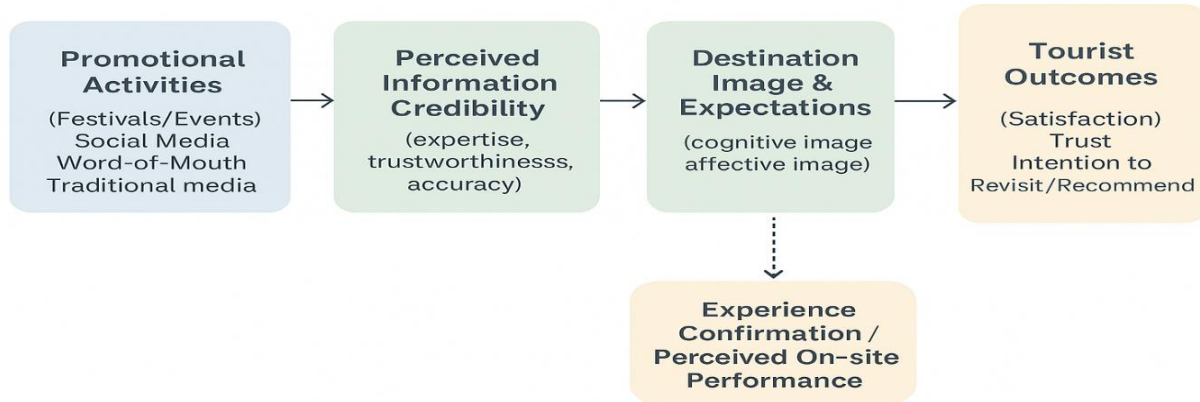 Promotional
Activities
(Festivals/Events)
Social Media
Word-of-Mouth
Traditional media
Perceived
Information
Credibility
(expertise,
trustworthinesss,
accuracy)
Destination
Image &
Expectations
(cognitive image
affective image)
Tourist
Outcomes
(Satisfaction)
Trust
Intention to
Revisit/Recommend
Experience
Confirmation /
Perceived On-site
Performance